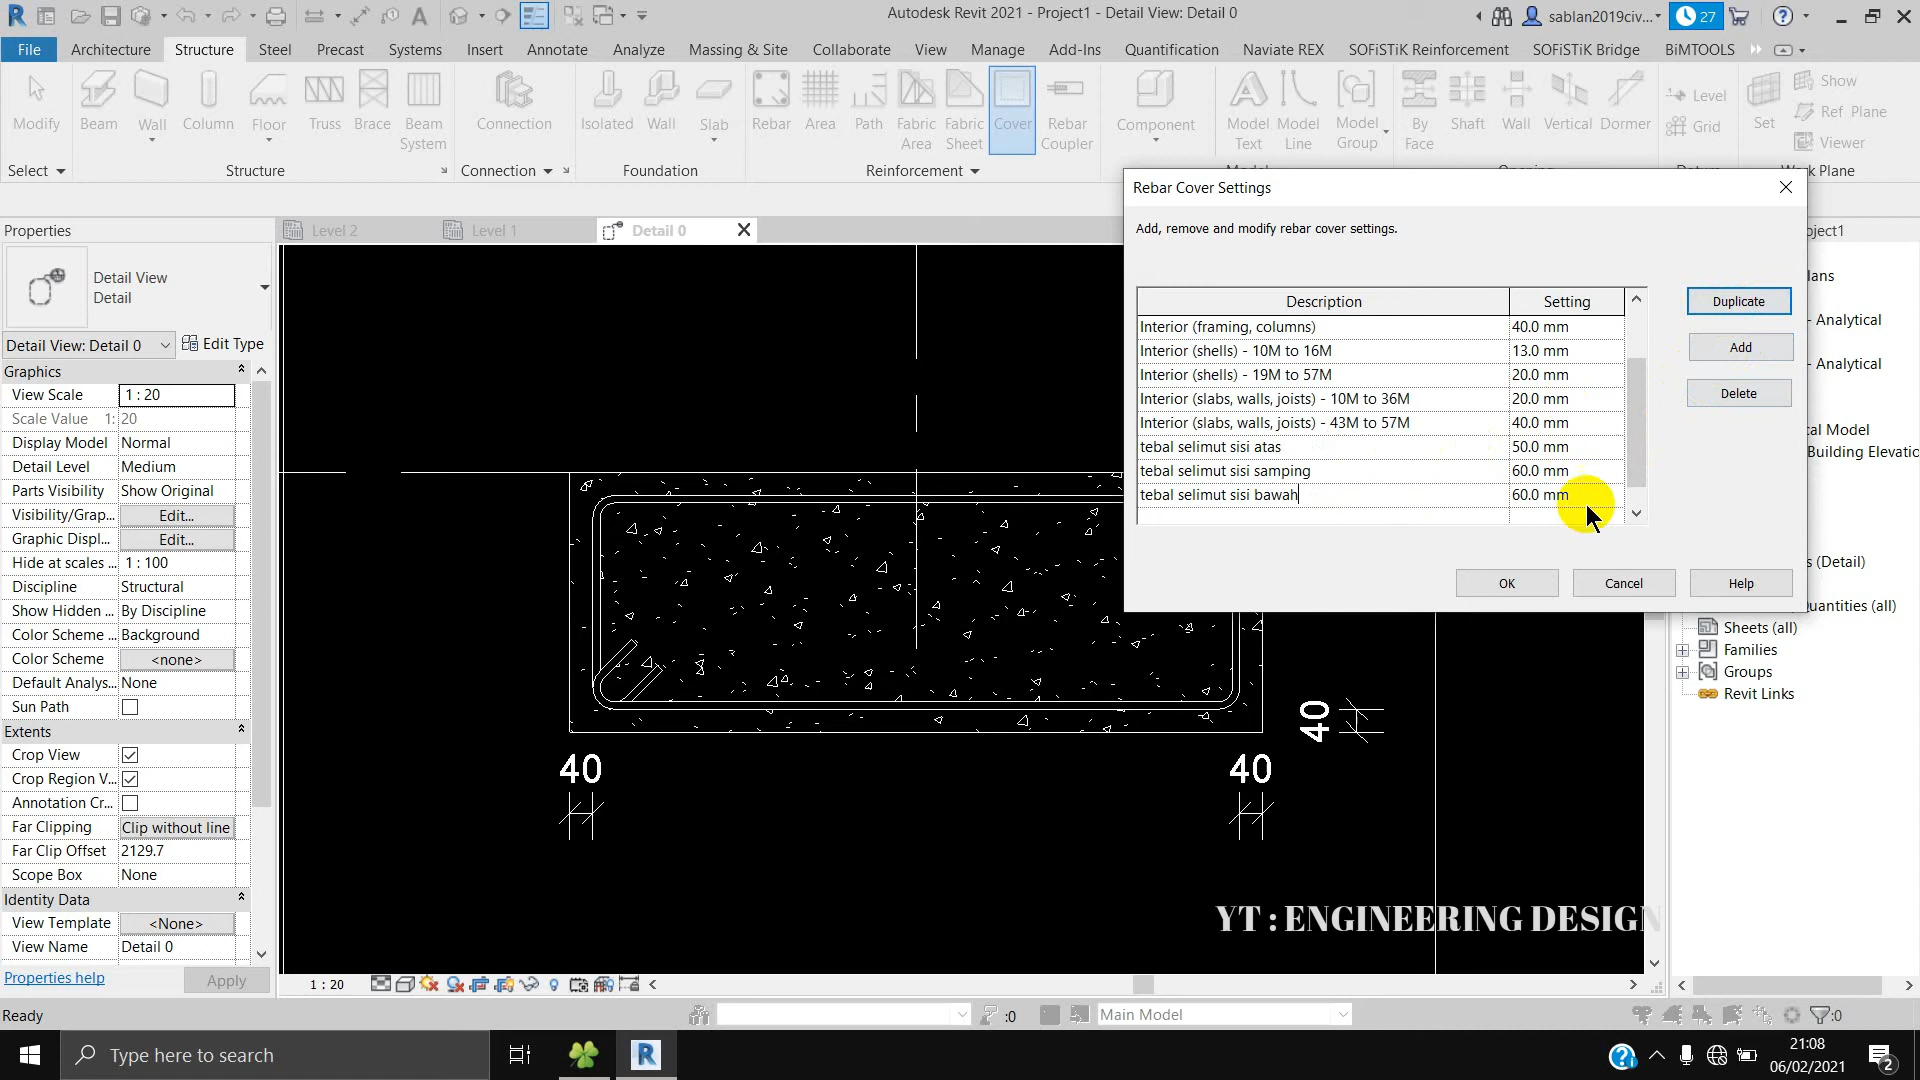 Autodesk Revit 2021 - Project1 - Detail View: Detail 0
sablan2019civ...
27
File
Architecture
Structure
Steel
Precast
Systems
Insert
Annotate
Analyze
Massing & Site
Collaborate
View
Manage
Add-Ins
Quantification
Naviate REX
SOFiSTiK Reinforcement
SOFiSTiK Bridge
BiMTOOLS
Modify
Beam
Wall
Column
Floor
Truss
Brace
Beam
System
Connection
Isolated
Wall
Slab
Rebar
Area
Path
Fabric
Area
Fabric
Sheet
Cover
Rebar
Coupler
Component
Model
Text
Model
Line
Model
Group
By
Face
Shaft
Wall
Vertical
Dormer
Level
Grid
Set
Show
Ref Plane
Viewer
Select
Structure
Connection
Foundation
Reinforcement
k Plane
Properties
Level 2
Level 1
Detail 0
Detail View
Detail
Detail View: Detail 0
Edit Type
Graphics
View Scale
1 : 20
Scale Value 1:
20
Display Model
Normal
Detail Level
Medium
Parts Visibility
Show Original
Visibility/Grap...
Edit...
Graphic Displ...
Edit...
Hide at scales ...
1 : 100
Discipline
Structural
Show Hidden ...
By Discipline
Color Scheme ...
Background
Color Scheme
<none>
Default Analys...
None
Sun Path
Extents
Crop View
Crop Region V...
Annotation Cr...
Far Clipping
Clip without line
Far Clip Offset
2129.7
Scope Box
None
Identity Data
View Template
<None>
View Name
Detail 0
Properties help
Apply
Rebar Cover Settings
Add, remove and modify rebar cover settings.
Description
Setting
Interior (framing, columns)
40.0 mm
Interior (shells) - 10M to 16M
13.0 mm
Interior (shells) - 19M to 57M
20.0 mm
Interior (slabs, walls, joists) - 10M to 36M
20.0 mm
Interior (slabs, walls, joists) - 43M to 57M
40.0 mm
tebal selimut sisi atas
50.0 mm
tebal selimut sisi samping
60.0 mm
tebal selimut sisi bawah
60.0 mm
Duplicate
Add
Delete
OK
Cancel
Help
oject1
lans
- Analytical
- Analytical
cal Model
Building Elevatic
s (Detail)
uantities (all)
Sheets (all)
Families
Groups
Revit Links
40
40
40
YT : ENGINEERING DESIGN
1 : 20
Ready
:0
Main Model
:0
Type here to search
21:08
06/02/2021
2